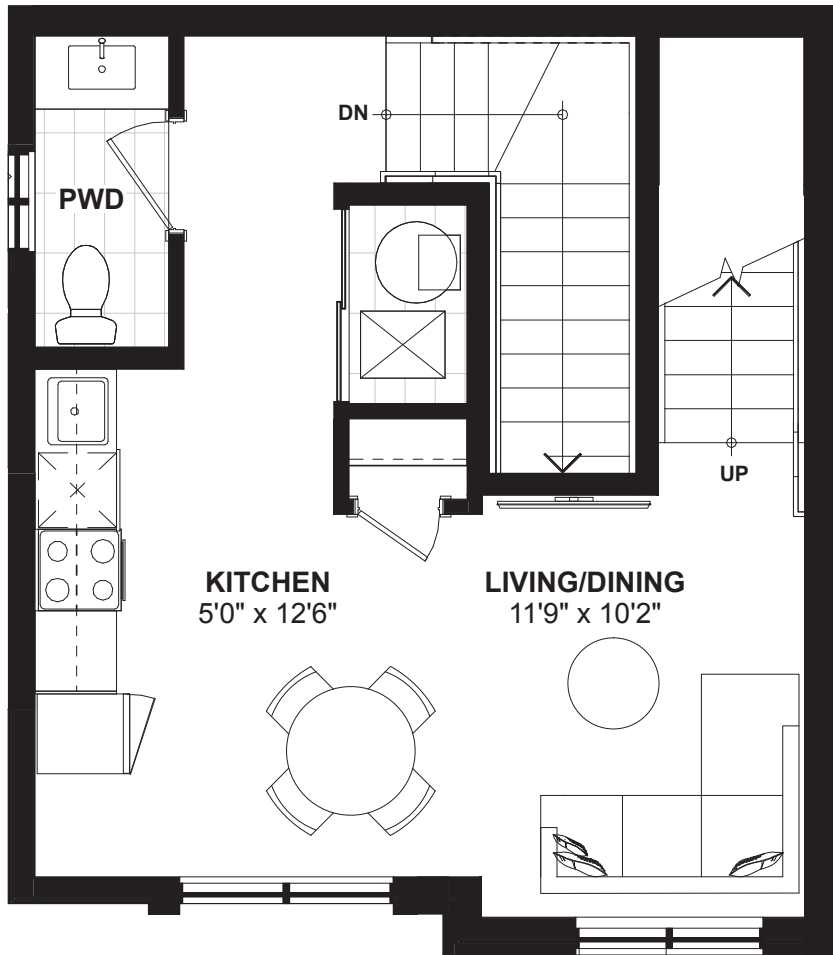 DN
PWD
UP
KITCHEN
5'0" x 12'6"
LIVING/DINING
11'9" x 10'2"